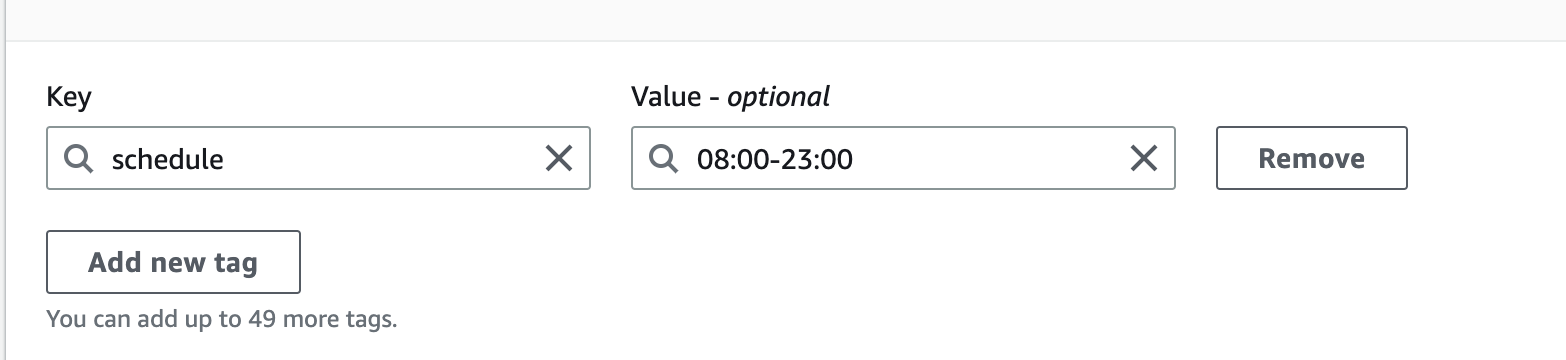 Key
Value - optional
schedule
08:00-23:00
Remove
Add new tag
You can add up to 49 more tags.